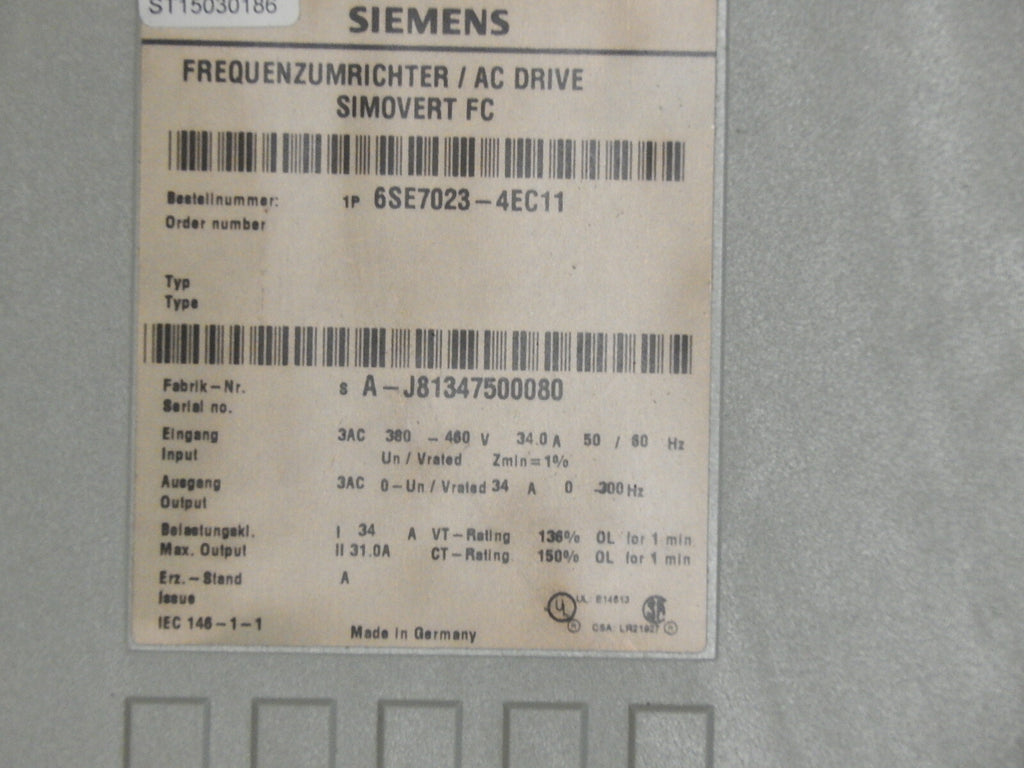 ST15030186
SIEMENS
FREQUENZUMRICHTER / AC DRIVE
SIMOVERT FC
Bestellnummer: 1P 6SE7023-4EC11
Order number
Typ
Type
Fabrik-Nr. S A-J81347500080
Serial no.
Eingang 3AC 380 - 460 V 34.0 A 50 / 60 Hz
Input Un / Vrated Zmin=1%
Ausgang 3AC 0-Un / Vrated 34 A 0 -300 Hz
Output
Belastungskl. I 34 A VT-Rating 136% OL for 1 min
Max. Output II 31.0A CT-Rating 150% OL for 1 min
Erz.-Stand A
Issue
IEC 146-1-1 Made in Germany
UL: E14613
CSA: